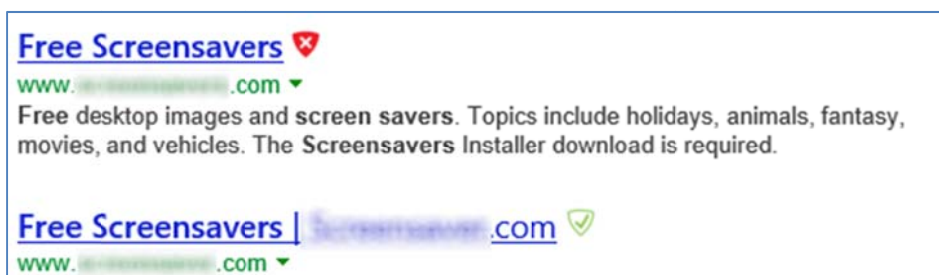 Free Screensavers
www. .com
Free desktop images and screen savers. Topics include holidays, animals, fantasy,
movies, and vehicles. The Screensavers Installer download is required.
Free Screensavers | .com
www. .com